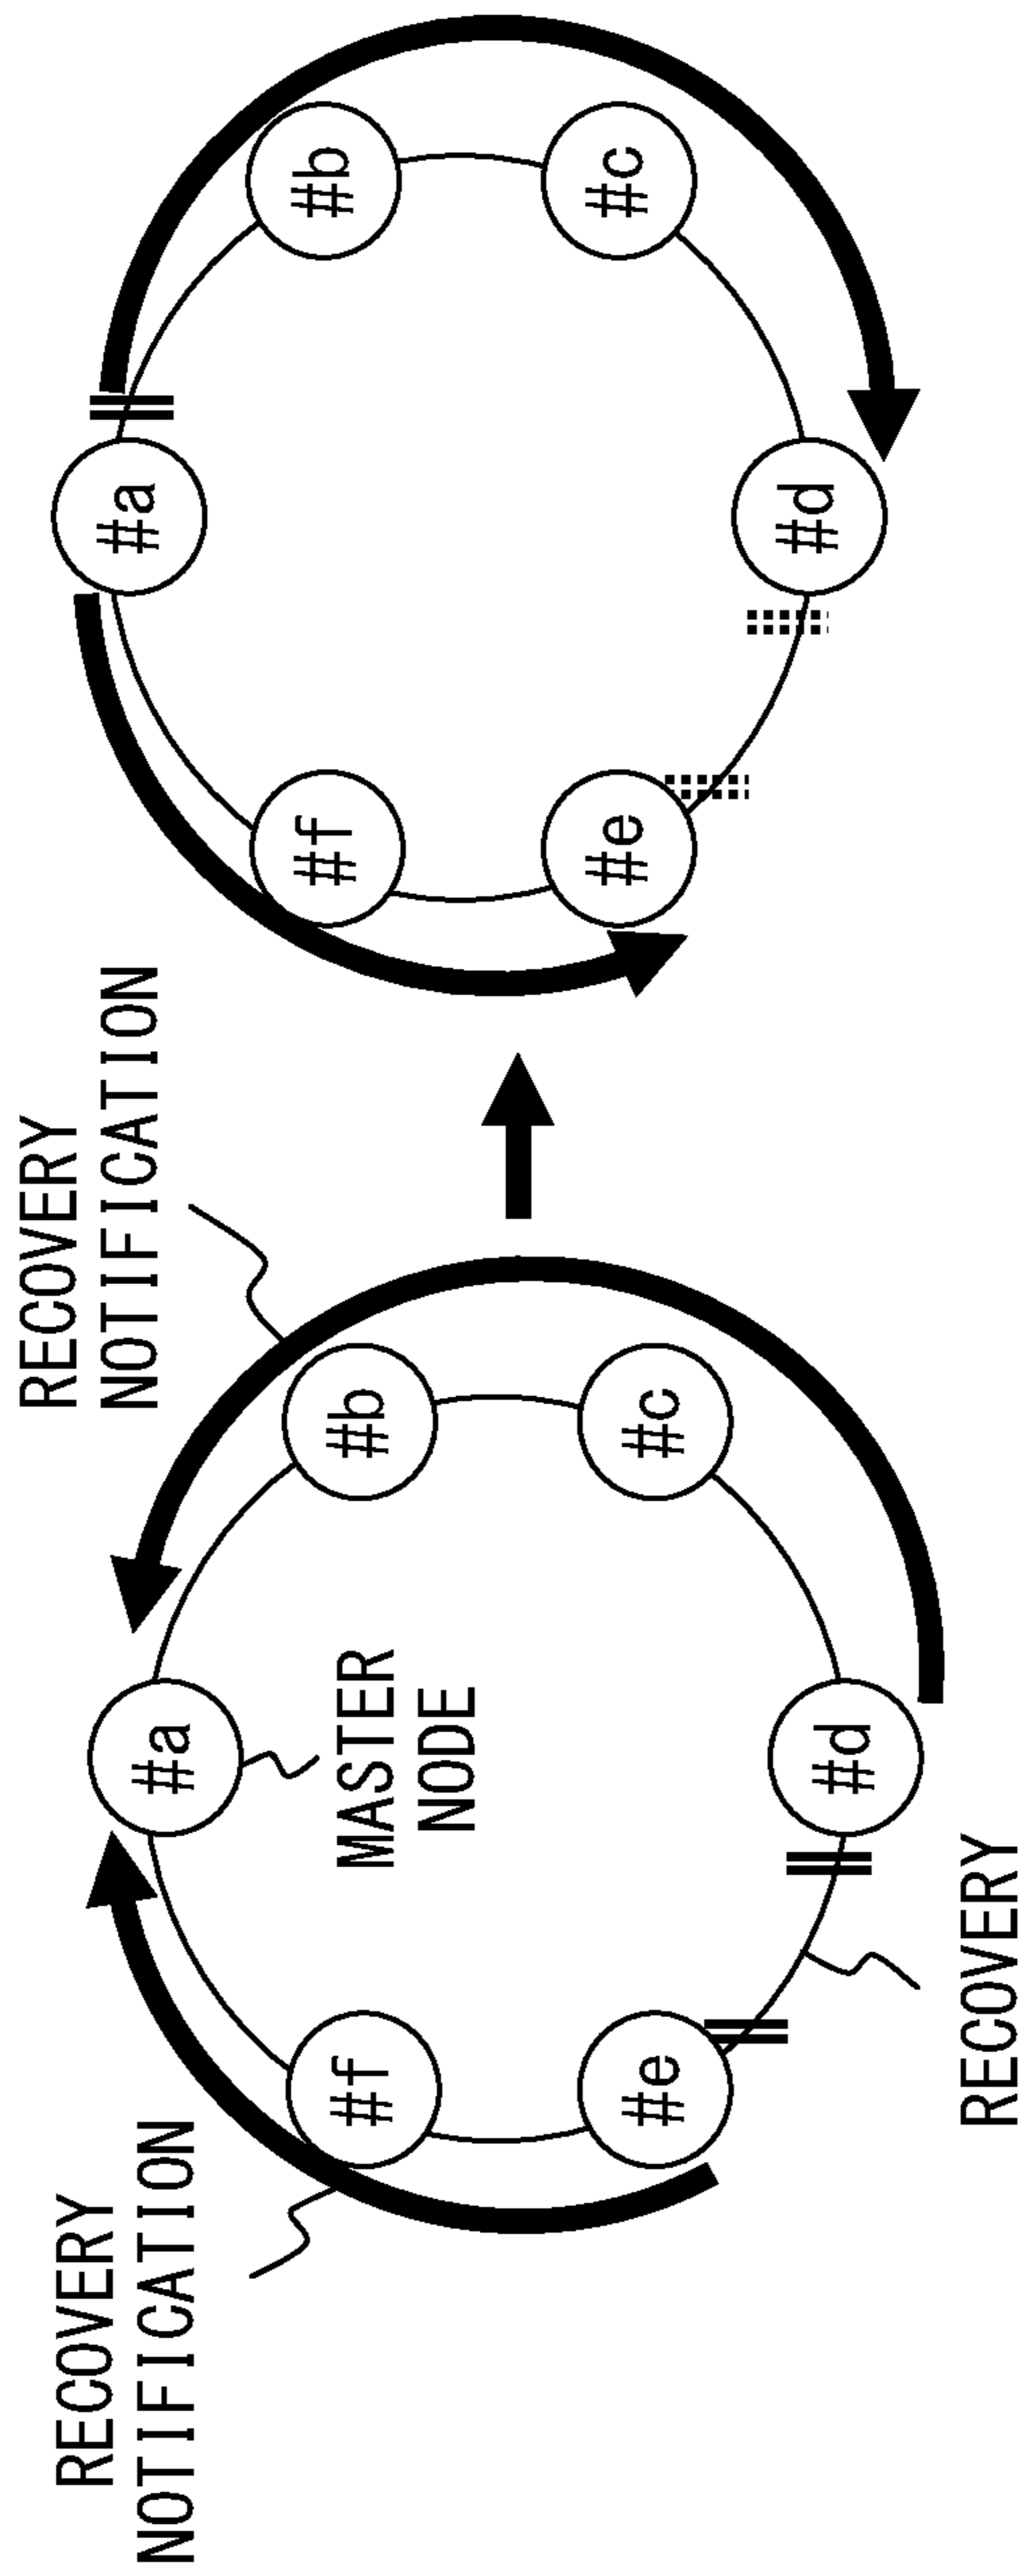 RECOVERY
NOTIFICATION
#f
#e
RECOVERY
#a
MASTER
NODE
#d
#b
#c
RECOVERY
NOTIFICATION
#f
#e
#a
#d
#b
#c